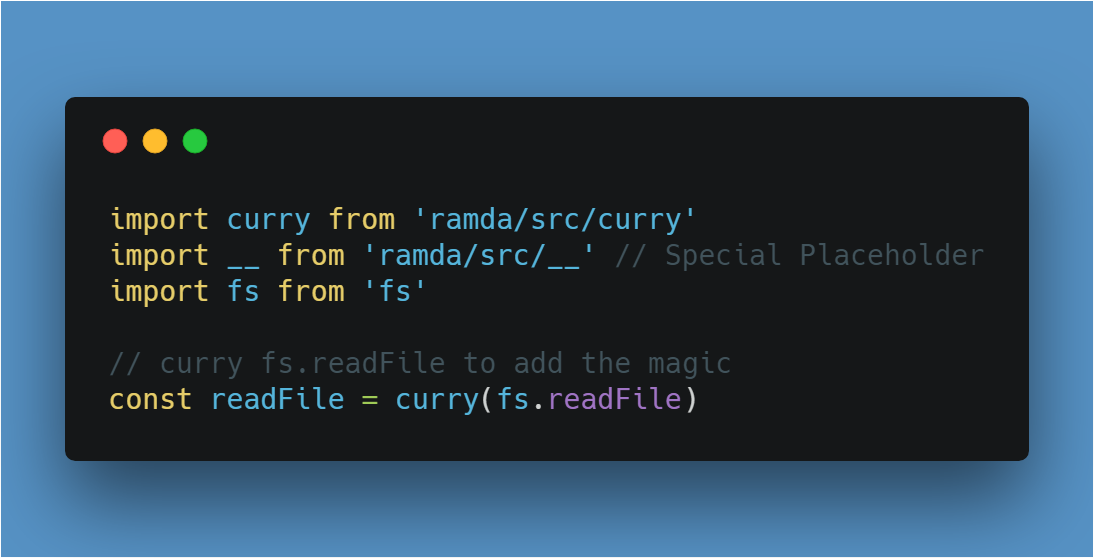 import curry from 'ramda/src/curry'
import __ from 'ramda/src/__' // Special Placeholder
import fs from 'fs'
// curry fs.readFile to add the magic
const readFile = curry(fs.readFile)